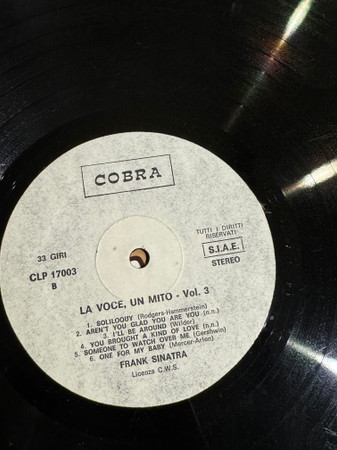 COBRA
33 GIRI
CLP 17003
B
TUTTI I DIRITTI
RISERVATI
S.I.A.E.
STEREO
LA VOCE, UN MITO - Vol. 3
1. SOLILOQUY (Rodgers-Hammerstein)
2. AREN'T YOU GLAD YOU ARE YOU (n.n.)
3. I'LL BE AROUND (Wilder)
4. YOU BROUGHT A KIND OF LOVE (n.n.)
5. SOMEONE TO WATCH OVER ME (Gershwin)
6. ONE FOR MY BABY (Mercer-Arlen)
FRANK SINATRA
Licenza C.W.S.